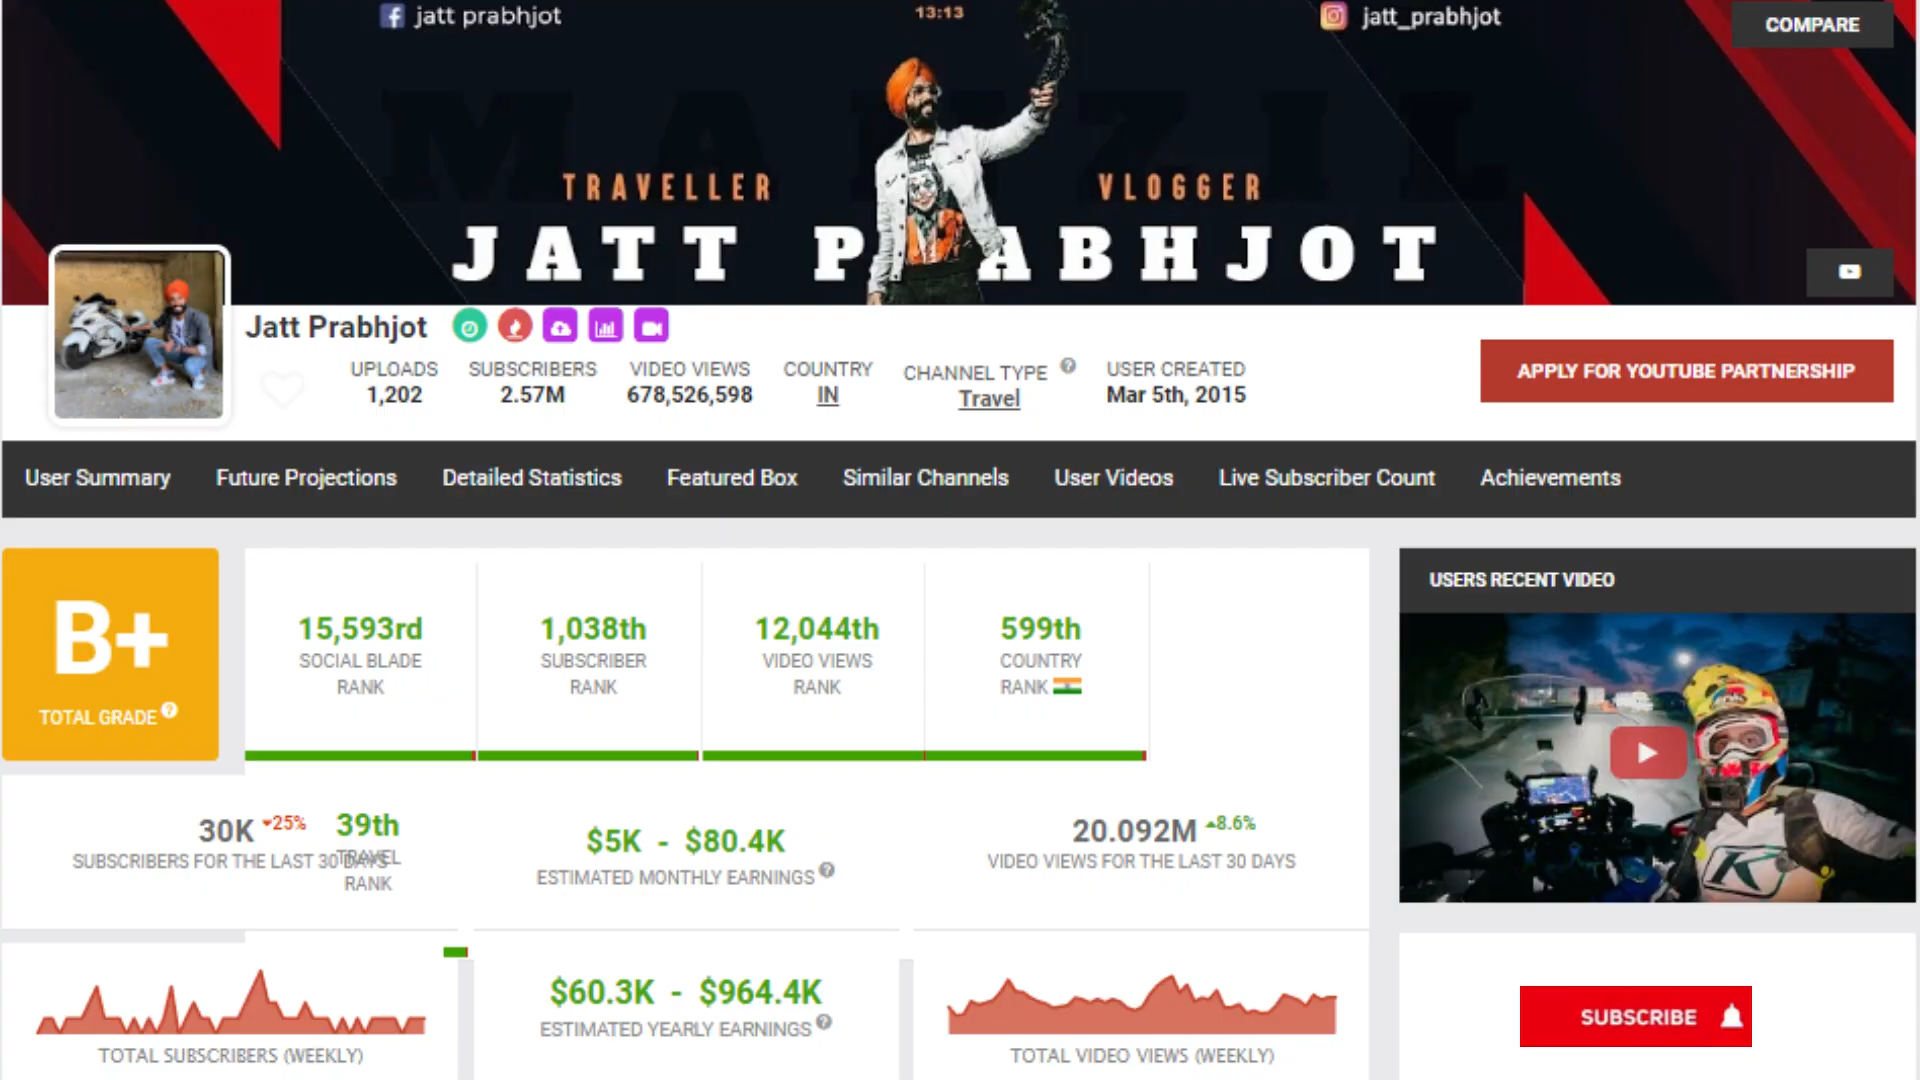 jatt prabhjot
13:13
jatt_prabhjot
COMPARE
MANZIL
TRAVELLER
VLOGGER
JATT PRABHJOT
Jatt Prabhjot
UPLOADS
1,202
SUBSCRIBERS
2.57M
VIDEO VIEWS
678,526,598
COUNTRY
IN
CHANNEL TYPE
Travel
USER CREATED
Mar 5th, 2015
APPLY FOR YOUTUBE PARTNERSHIP
User Summary
Future Projections
Detailed Statistics
Featured Box
Similar Channels
User Videos
Live Subscriber Count
Achievements
B+
TOTAL GRADE
15,593rd
SOCIAL BLADE
RANK
1,038th
SUBSCRIBER
RANK
12,044th
VIDEO VIEWS
RANK
599th
COUNTRY
RANK
USERS RECENT VIDEO
30K 25%
SUBSCRIBERS FOR THE LAST 30 DAYS
39th
TRAVEL
RANK
$5K - $80.4K
ESTIMATED MONTHLY EARNINGS
20.092M 8.6%
VIDEO VIEWS FOR THE LAST 30 DAYS
TOTAL SUBSCRIBERS (WEEKLY)
$60.3K - $964.4K
ESTIMATED YEARLY EARNINGS
TOTAL VIDEO VIEWS (WEEKLY)
K
SUBSCRIBE